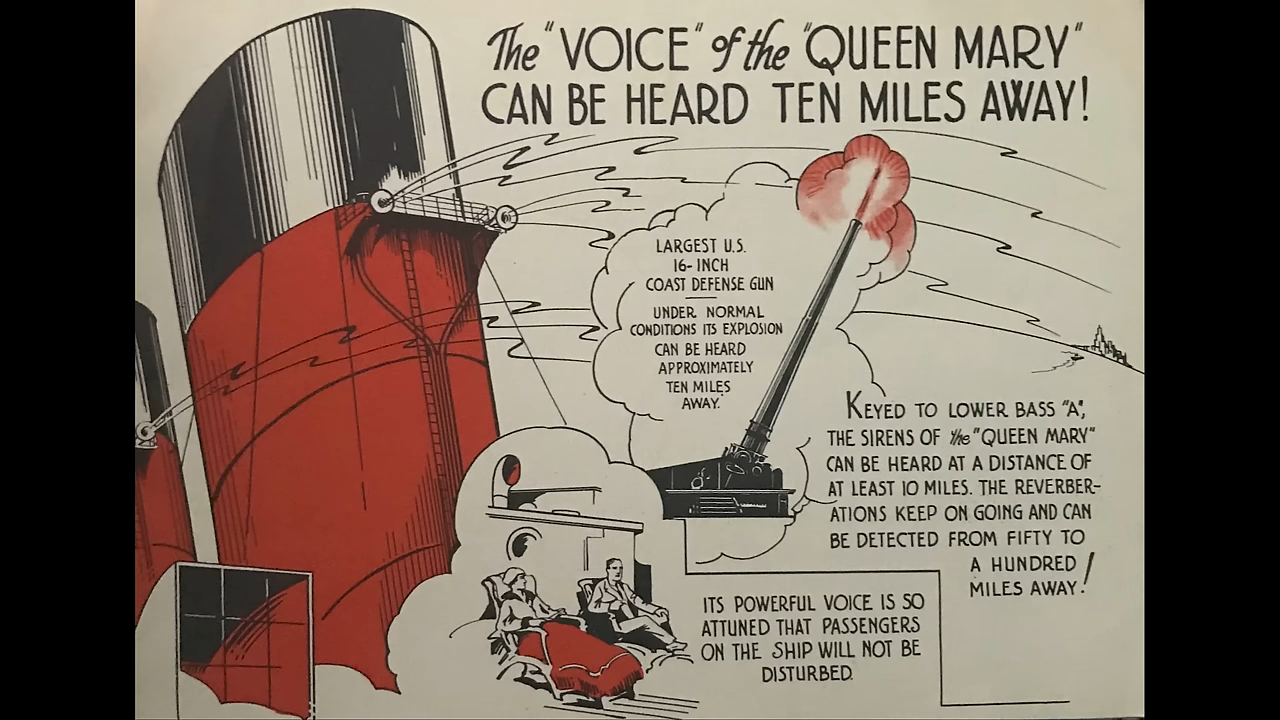 The "VOICE" of the "QUEEN MARY"
CAN BE HEARD TEN MILES AWAY!
LARGEST U.S.
16-INCH
COAST DEFENSE GUN
UNDER NORMAL
CONDITIONS ITS EXPLOSION
CAN BE HEARD
APPROXIMATELY
TEN MILES
AWAY.
KEYED TO LOWER BASS "A",
THE SIRENS OF the "QUEEN MARY"
CAN BE HEARD AT A DISTANCE OF
AT LEAST 10 MILES. THE REVERBER-
ATIONS KEEP ON GOING AND CAN
BE DETECTED FROM FIFTY TO
A HUNDRED
MILES AWAY!
ITS POWERFUL VOICE IS SO
ATTUNED THAT PASSENGERS
ON THE SHIP WILL NOT BE
DISTURBED.